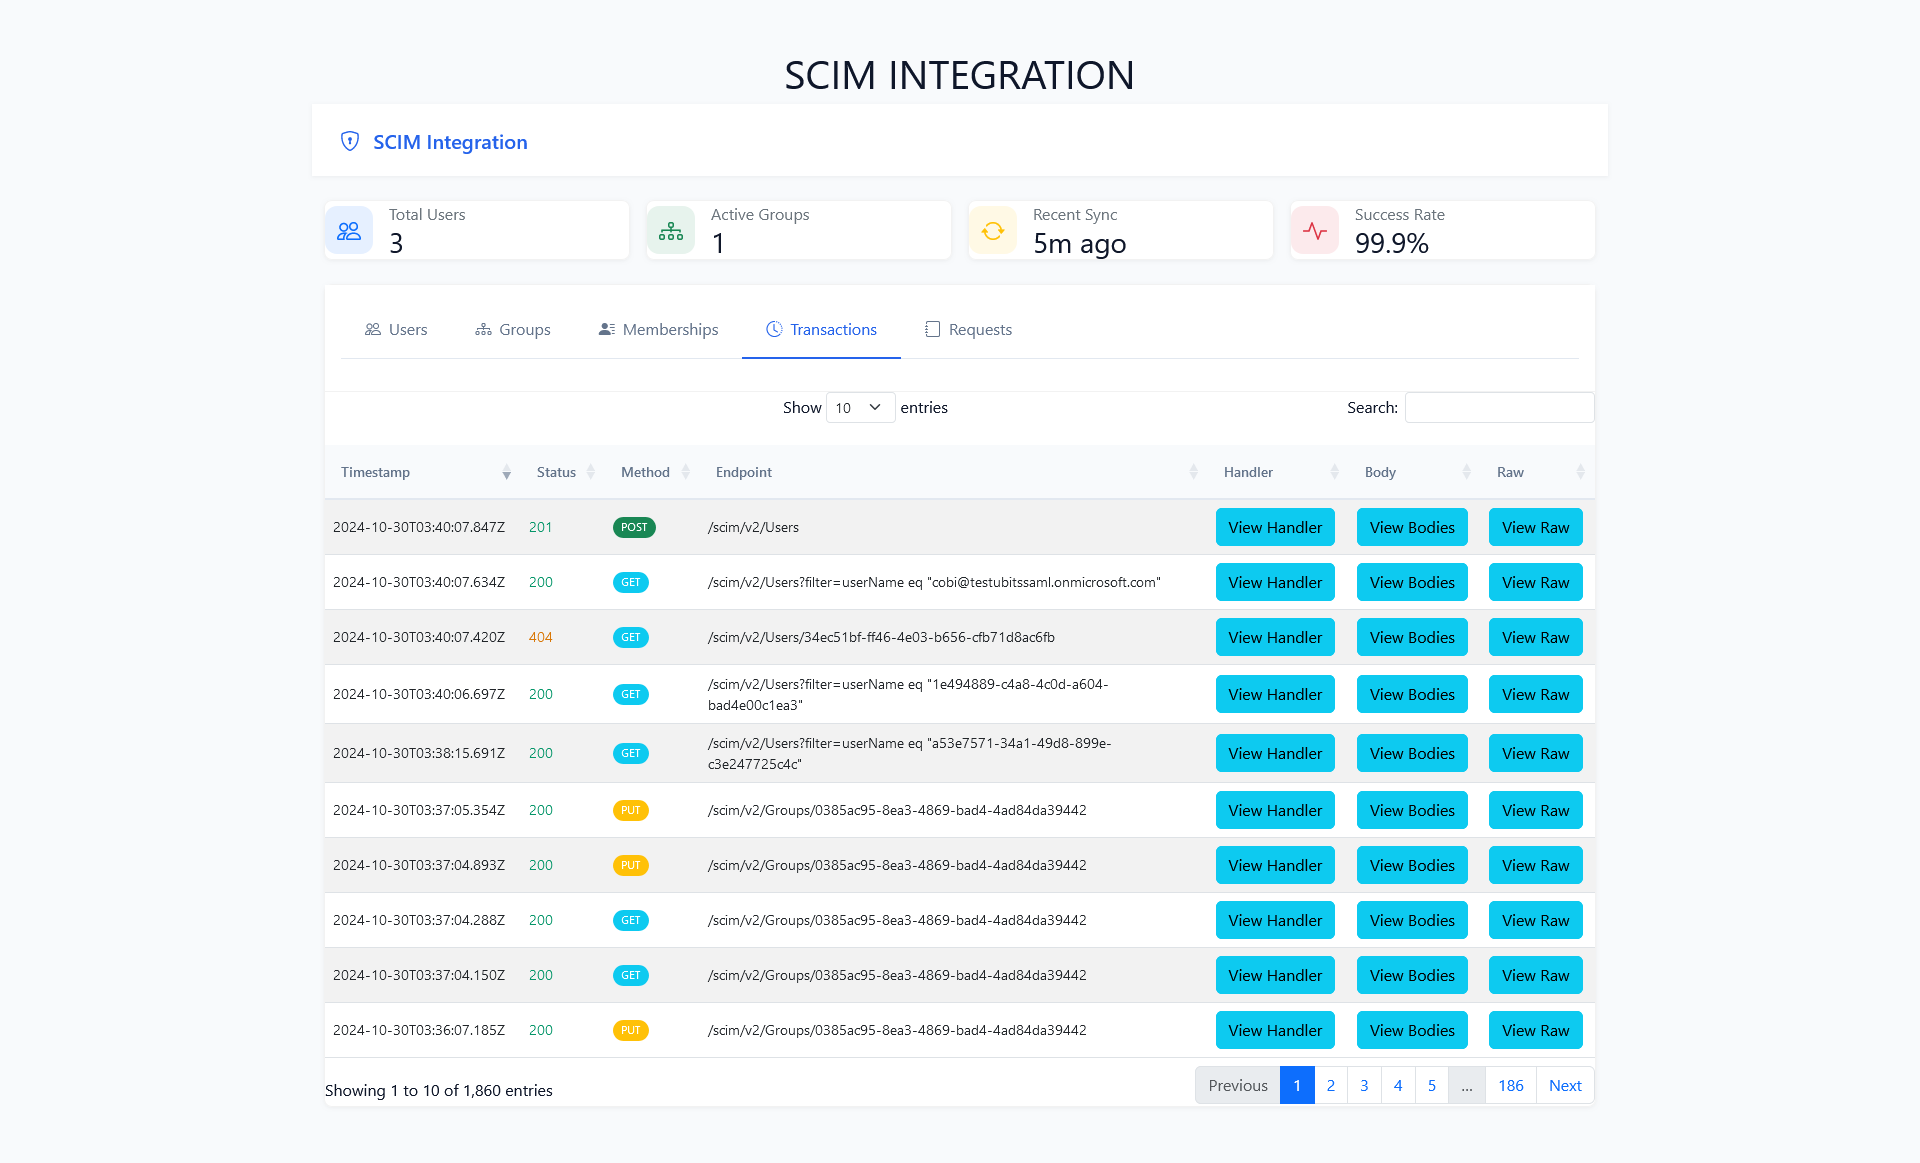 SCIM INTEGRATION
SCIM Integration
Total Users
3
Active Groups
1
Recent Sync
5m ago
Success Rate
99.9%
Users Groups Memberships Transactions Requests
Show 10 entries Search:
Timestamp Status Method Endpoint Handler Body Raw
2024-10-30T03:40:07.847Z 201 POST /scim/v2/Users View Handler View Bodies View Raw
2024-10-30T03:40:07.634Z 200 GET /scim/v2/Users?filter=userName eq "cobi@testubitssaml.onmicrosoft.com" View Handler View Bodies View Raw
2024-10-30T03:40:07.420Z 404 GET /scim/v2/Users/34ec51bf-ff46-4e03-b656-cfb71d8ac6fb View Handler View Bodies View Raw
2024-10-30T03:40:06.697Z 200 GET /scim/v2/Users?filter=userName eq "1e494889-c4a8-4c0d-a604-
bad4e00c1ea3" View Handler View Bodies View Raw
2024-10-30T03:38:15.691Z 200 GET /scim/v2/Users?filter=userName eq "a53e7571-34a1-49d8-899e-
c3e247725c4c" View Handler View Bodies View Raw
2024-10-30T03:37:05.354Z 200 PUT /scim/v2/Groups/0385ac95-8ea3-4869-bad4-4ad84da39442 View Handler View Bodies View Raw
2024-10-30T03:37:04.893Z 200 PUT /scim/v2/Groups/0385ac95-8ea3-4869-bad4-4ad84da39442 View Handler View Bodies View Raw
2024-10-30T03:37:04.288Z 200 GET /scim/v2/Groups/0385ac95-8ea3-4869-bad4-4ad84da39442 View Handler View Bodies View Raw
2024-10-30T03:37:04.150Z 200 GET /scim/v2/Groups/0385ac95-8ea3-4869-bad4-4ad84da39442 View Handler View Bodies View Raw
2024-10-30T03:36:07.185Z 200 PUT /scim/v2/Groups/0385ac95-8ea3-4869-bad4-4ad84da39442 View Handler View Bodies View Raw
Showing 1 to 10 of 1,860 entries Previous 1 2 3 4 5 ... 186 Next